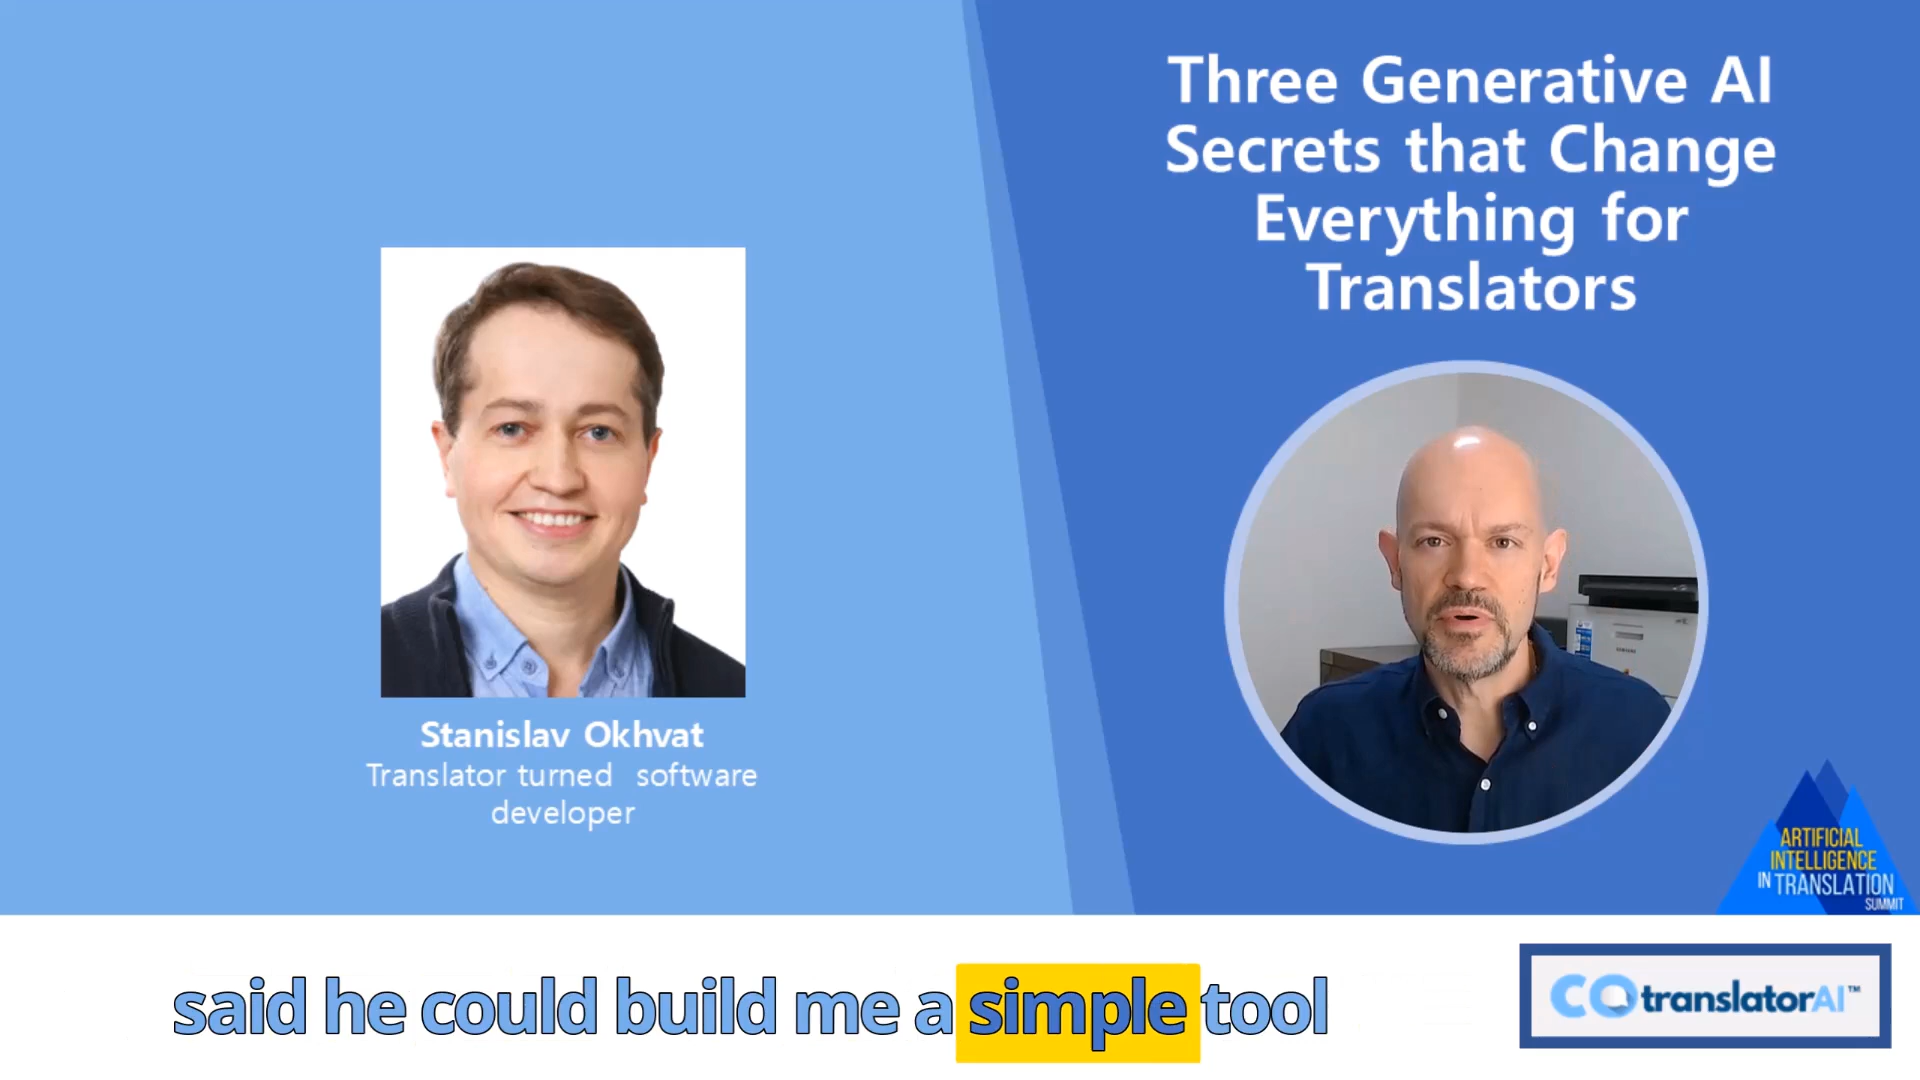 Three Generative AI
Secrets that Change
Everything for
Translators
Stanislav Okhvat
Translator turned software
developer
ARTIFICIAL
INTELLIGENCE
IN TRANSLATION
SUMMIT
said he could build me a simple tool
COtranslatorAI™